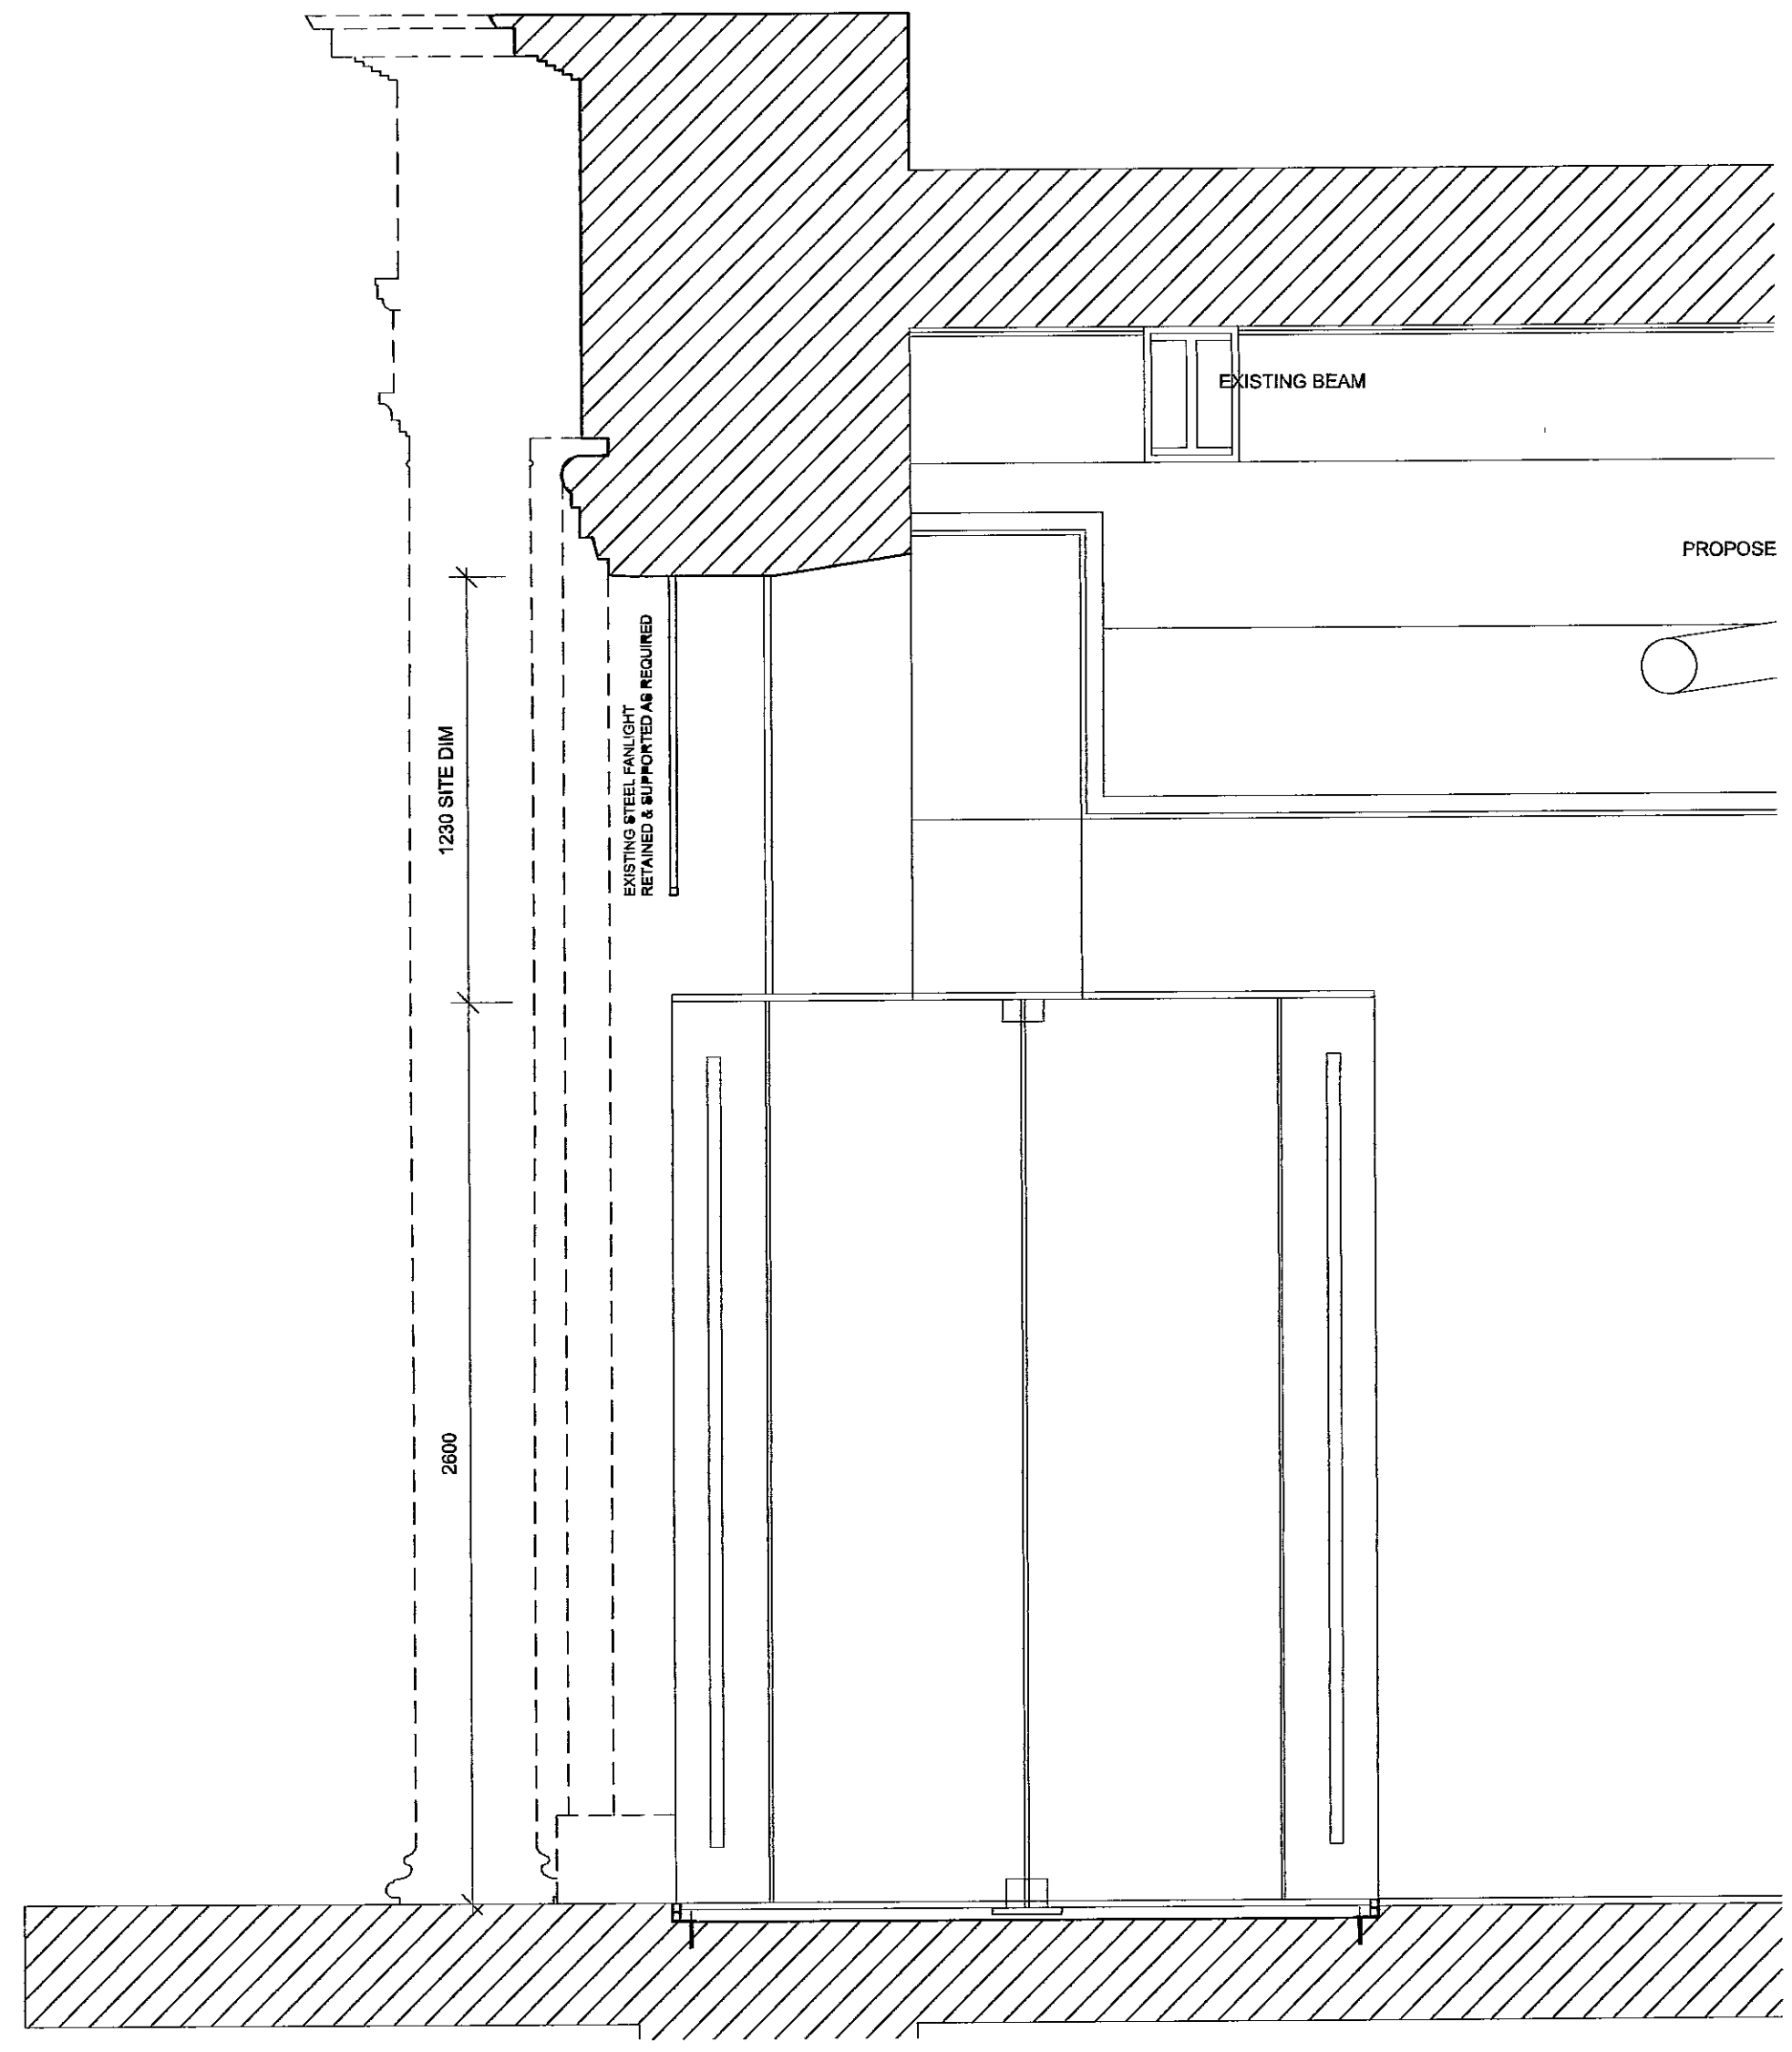 EXISTING BEAM
PROPOSE
EXISTING STEEL FANLIGHT
RETAINED & SUPPORTED AS REQUIRED
1230 SITE DIM
2600